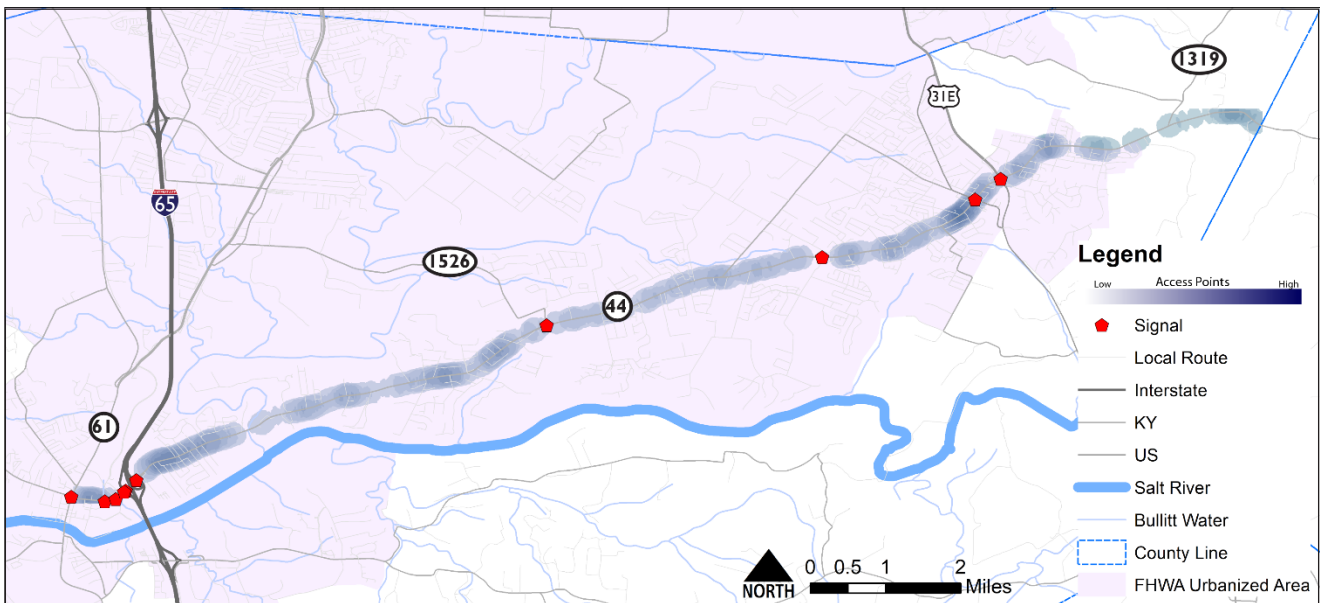 1319
31E
65
1526
44
61
Legend
Low Access Points High
Signal
Local Route
Interstate
KY
US
Salt River
Bullitt Water
County Line
FHWA Urbanized Area
NORTH
0 0.5 1 2
Miles